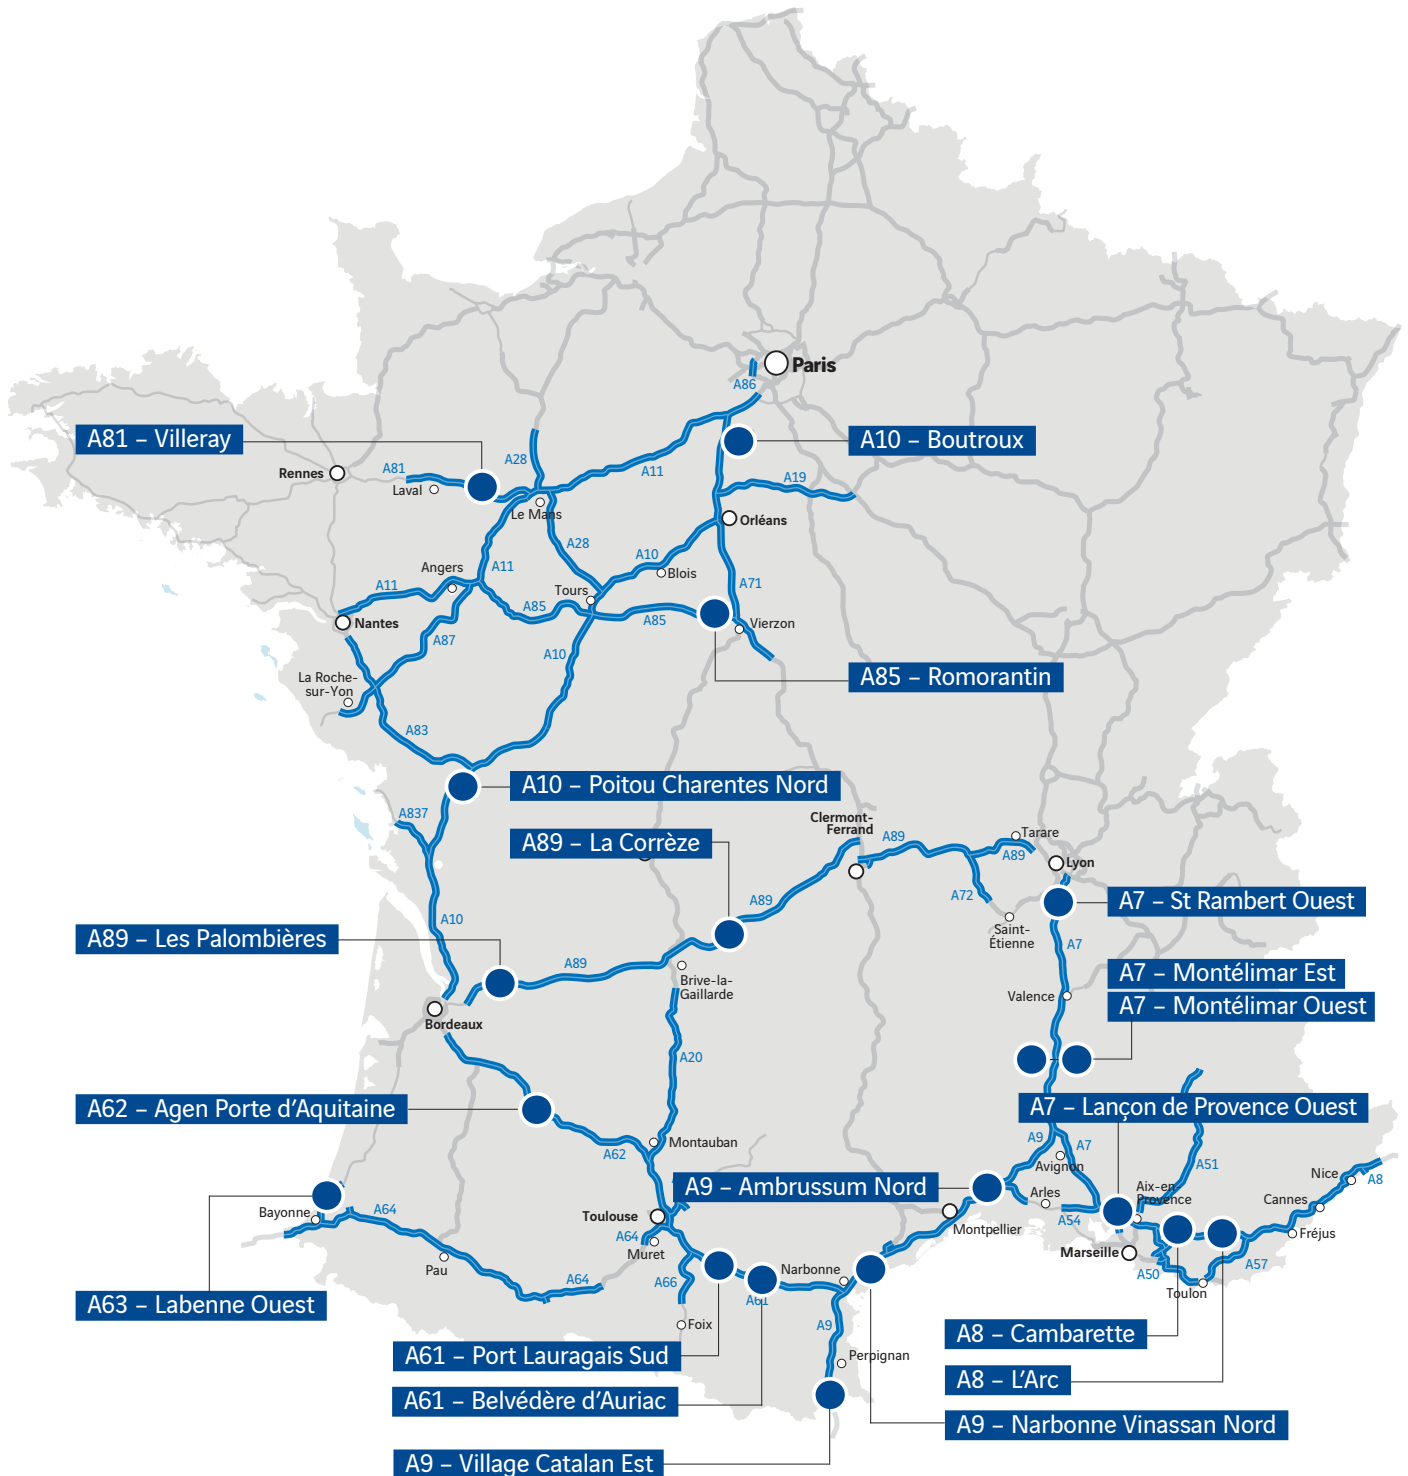 Paris
A86
A81 – Villeray
A10 – Boutroux
Rennes
A81
Laval
A28
A11
A19
Le Mans
Orléans
A28
A10
Blois
Angers
A11
A11
A71
Tours
A85
A85
Nantes
A87
Vierzon
A10
La Roche-
sur-Yon
A85 – Romorantin
A83
A10 – Poitou Charentes Nord
A837
Clermont-
Ferrand
A89 – La Corrèze
A89
Tarare
A89
Lyon
A72
A7 – St Rambert Ouest
A89
A10
Saint-
Étienne
A89 – Les Palombières
A7
A89
Brive-la-
Gaillarde
A7 – Montélimar Est
Valence
A7 – Montélimar Ouest
Bordeaux
A20
A62 – Agen Porte d’Aquitaine
A7 – Lançon de Provence Ouest
Montauban
A62
A9
A7
Avignon
A51
Nice
A8
A9 – Ambrussum Nord
Arles
Aix-en-
Provence
Cannes
Bayonne
A64
Toulouse
A54
Montpellier
Fréjus
A64
Muret
Marseille
Pau
A64
A66
Narbonne
A50
A57
Toulon
A61
A63 – Labenne Ouest
Foix
A9
A8 – Cambarette
A61 – Port Lauragais Sud
Perpignan
A8 – L’Arc
A61 – Belvédère d’Auriac
A9 – Narbonne Vinassan Nord
A9 – Village Catalan Est